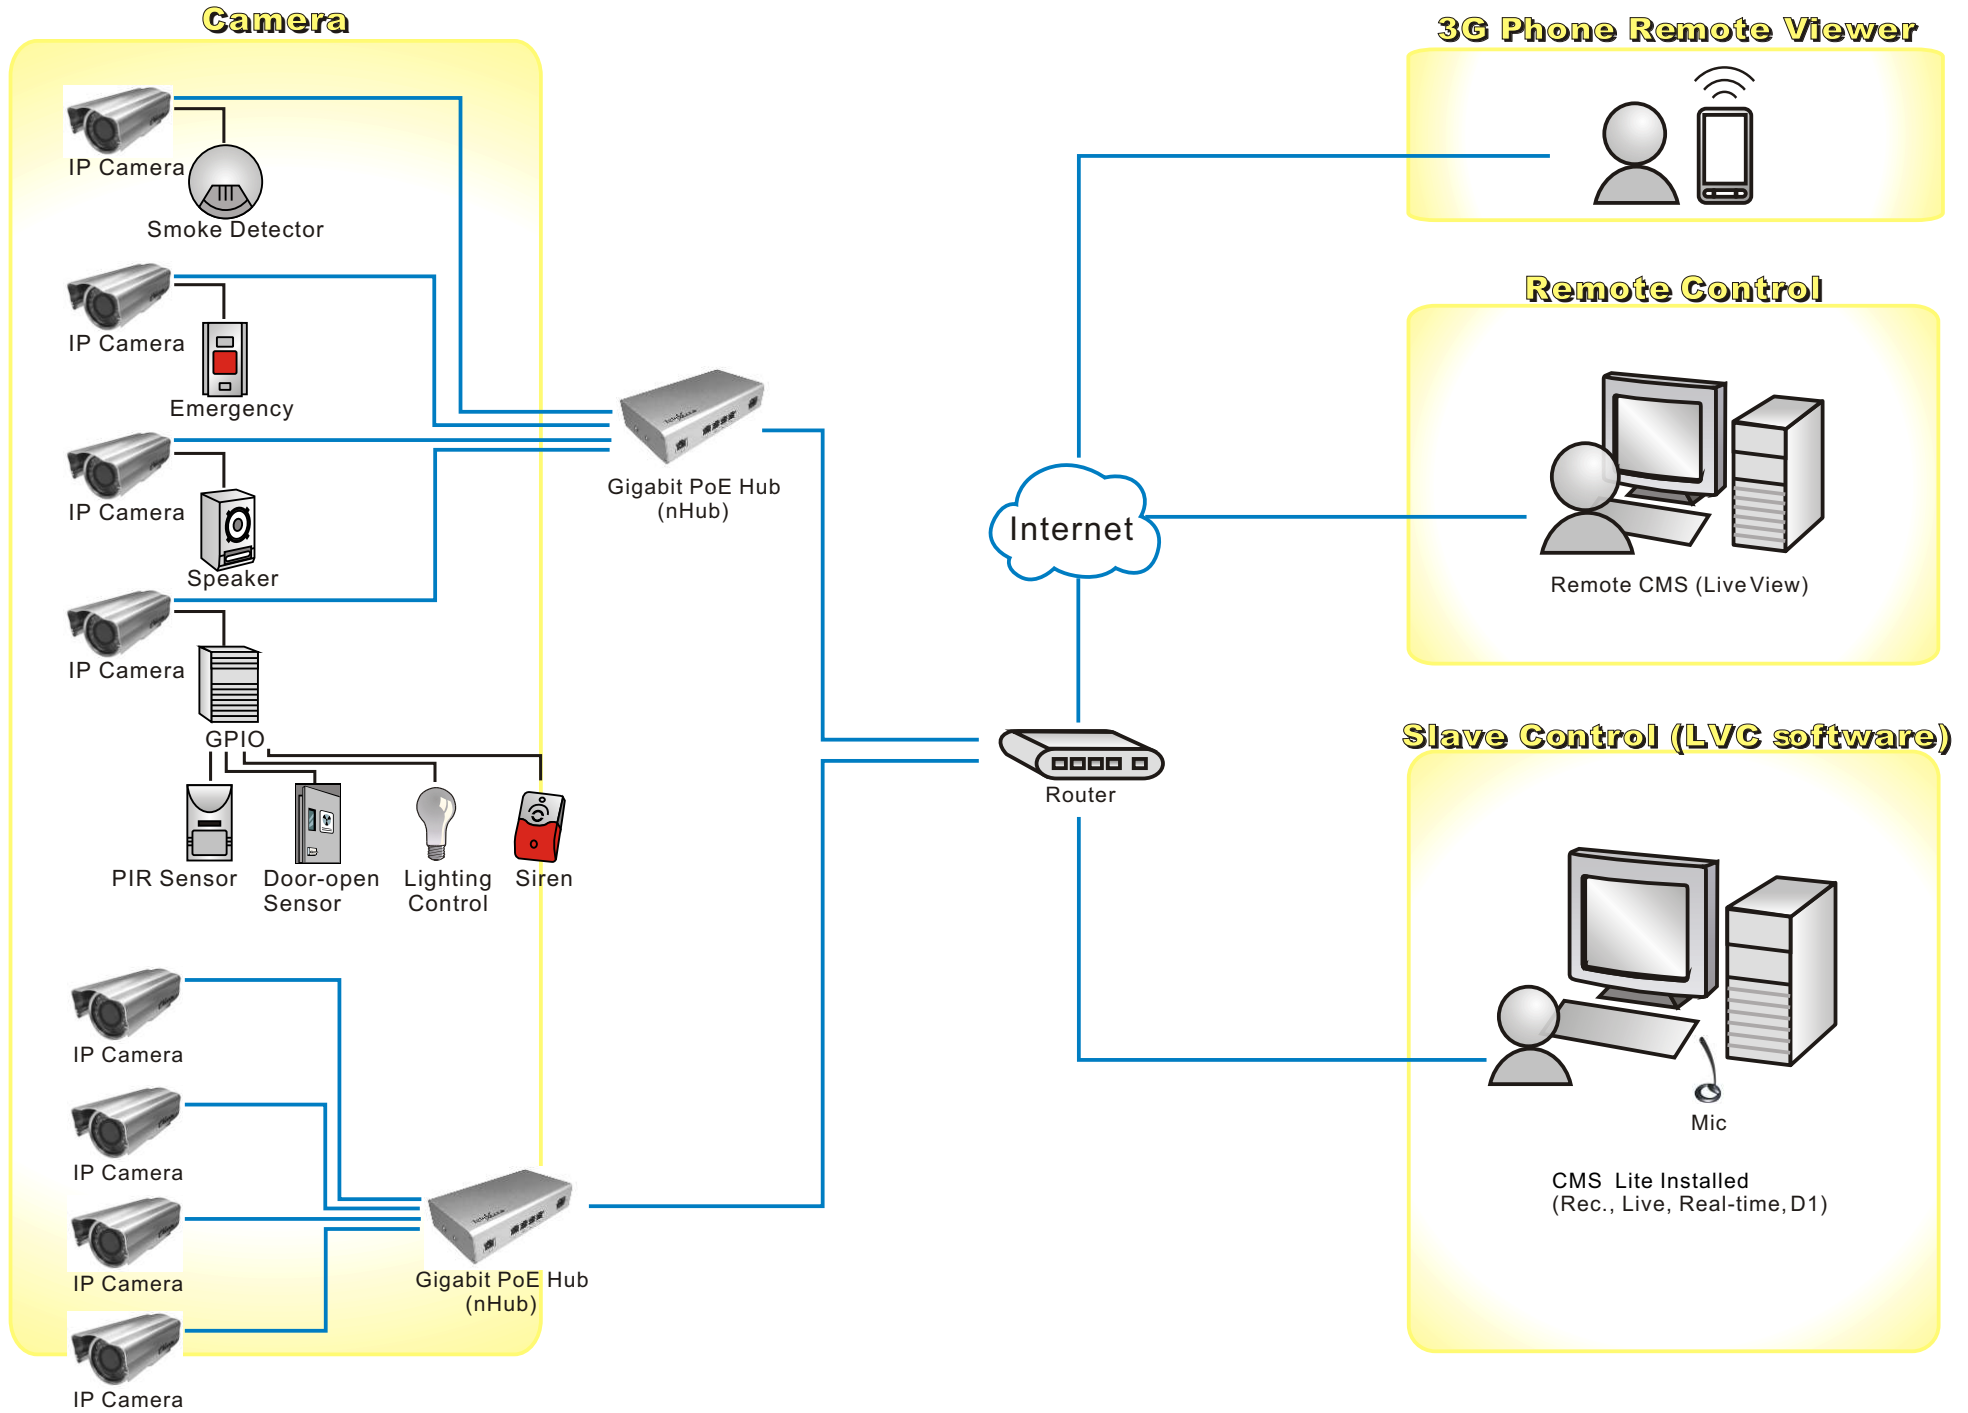 Camera
IP Camera
Smoke Detector
IP Camera
Emergency
IP Camera
Speaker
IP Camera
GPIO
PIR Sensor
Door-open
Sensor
Lighting
Control
Siren
IP Camera
IP Camera
IP Camera
IP Camera
Gigabit PoE Hub
(nHub)
Gigabit PoE Hub
(nHub)
Internet
Router
3G Phone Remote Viewer
Remote Control
Remote CMS (Live View)
Slave Control (LVC software)
Mic
CMS Lite Installed
(Rec., Live, Real-time, D1)